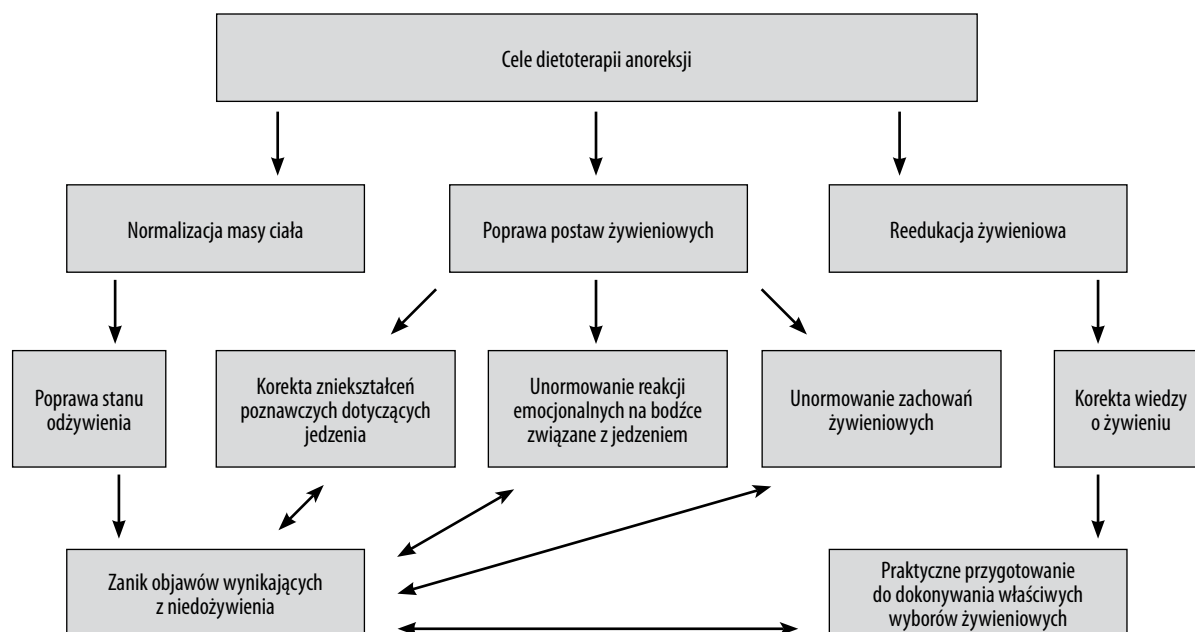 Cele dietoterapii anoreksji
Normalizacja masy ciała
Poprawa postaw żywieniowych
Reedukacja żywieniowa
Poprawa stanu
odżywienia
Korekta zniekształceń
poznawczych dotyczących
jedzenia
Unormowanie reakcji
emocjonalnych na bodźce
związane z jedzeniem
Unormowanie zachowań
żywieniowych
Korekta wiedzy
o żywieniu
Zanik objawów wynikających
z niedożywienia
Praktyczne przygotowanie
do dokonywania właściwych
wyborów żywieniowych